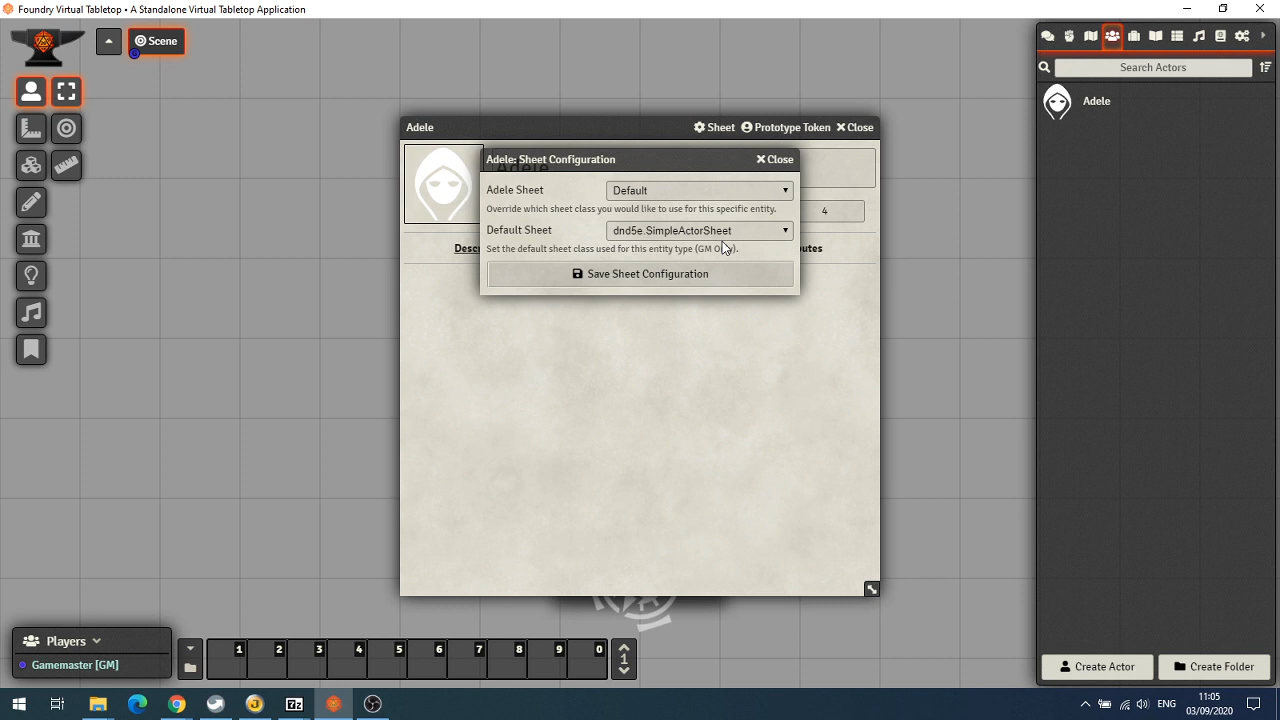 Foundry Virtual Tabletop • A Standalone Virtual Tabletop Application
Scene
G
Search Actors
Adele
Adele
Sheet
Prototype Token
Close
Adele: Sheet Configuration
Close
Adele Sheet
Default
Override which sheet class you would like to use for this specific entity.
4
Default Sheet
dnd5e.SimpleActorSheet
Set the default sheet class used for this entity type (GM Only).
Save Sheet Configuration
Players
Gamemaster [GM]
1 2 3 4 5 6 7 8 9 0
1
Create Actor
Create Folder
ENG
11:05
03/09/2020